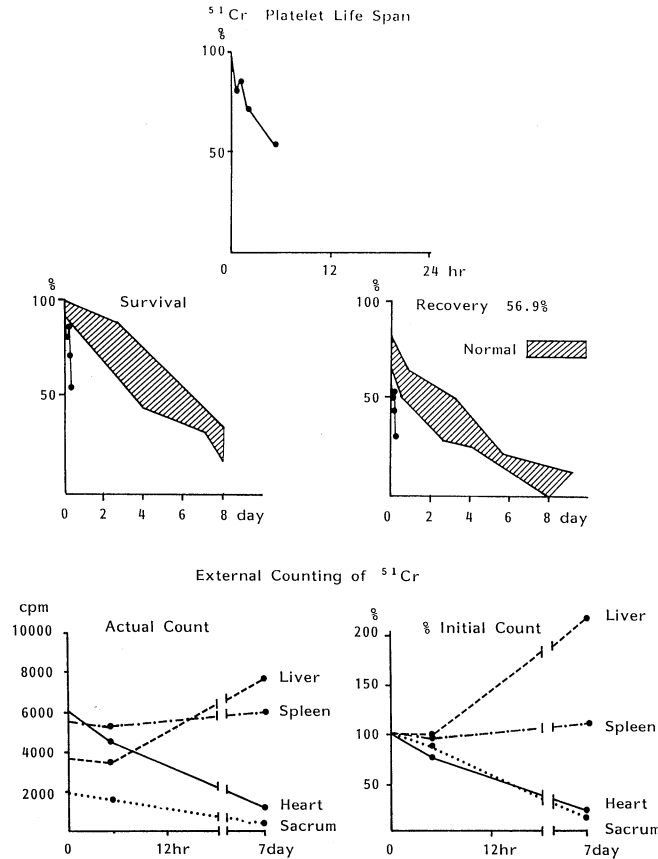 ⁵¹Cr Platelet Life Span
%
100
50
0 12 24 hr
%
100
Survival
50
0 2 4 6 8 day
%
100
Recovery 56.9%
Normal
50
0 2 4 6 8 day
External Counting of ⁵¹Cr
cpm
10000
Actual Count
8000
Liver
6000
Spleen
4000
2000
Heart
Sacrum
0 12hr 7day
%
200
% Initial Count
Liver
150
100
Spleen
50
Heart
Sacrum
0 12hr 7day